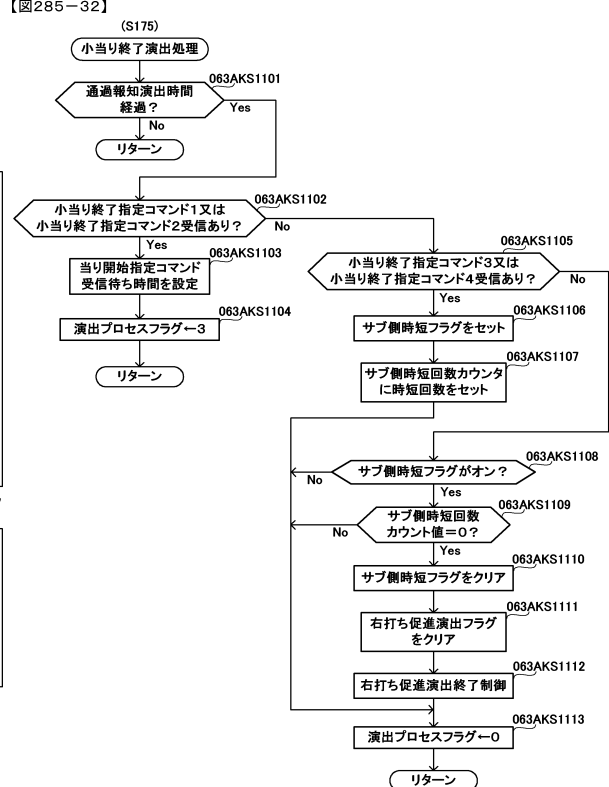 【図285-32】
(S175)
小当り終了演出処理
063AKS1101
通過報知演出時間
経過?
Yes
No
リターン
063AKS1102
小当り終了指定コマンド1又は
小当り終了指定コマンド2受信あり?
No
Yes
063AKS1103
当り開始指定コマンド
受信待ち時間を設定
063AKS1104
演出プロセスフラグ←3
リターン
063AKS1105
小当り終了指定コマンド3又は
小当り終了指定コマンド4受信あり?
No
Yes
063AKS1106
サブ側時短フラグをセット
063AKS1107
サブ側時短回数カウンタ
に時短回数をセット
063AKS1108
サブ側時短フラグがオン?
No
Yes
063AKS1109
サブ側時短回数
カウント値=0?
No
Yes
063AKS1110
サブ側時短フラグをクリア
063AKS1111
右打ち促進演出フラグ
をクリア
063AKS1112
右打ち促進演出終了制御
063AKS1113
演出プロセスフラグ←0
リターン